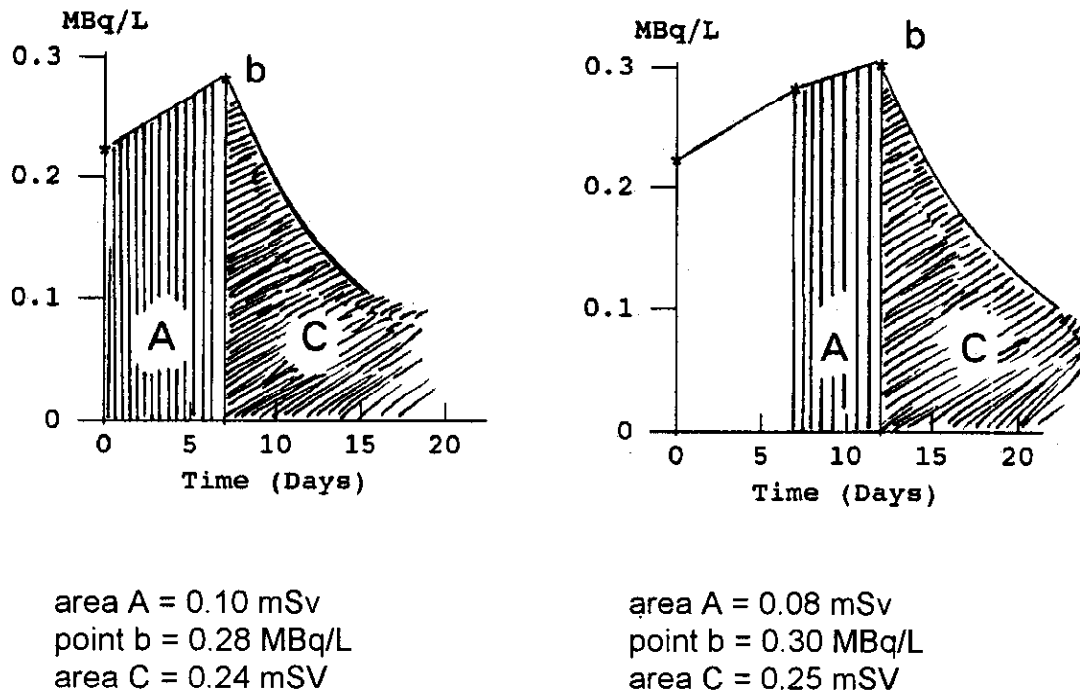 MBq/L
b
0.3
0.2
0.1
0
A
C
0 5 10 15 20
Time (Days)
area A = 0.10 mSv
point b = 0.28 MBq/L
area C = 0.24 mSV
MBq/L
b
0.3
0.2
0.1
0
A
C
0 5 10 15 20
Time (Days)
area A = 0.08 mSv
point b = 0.30 MBq/L
area C = 0.25 mSV